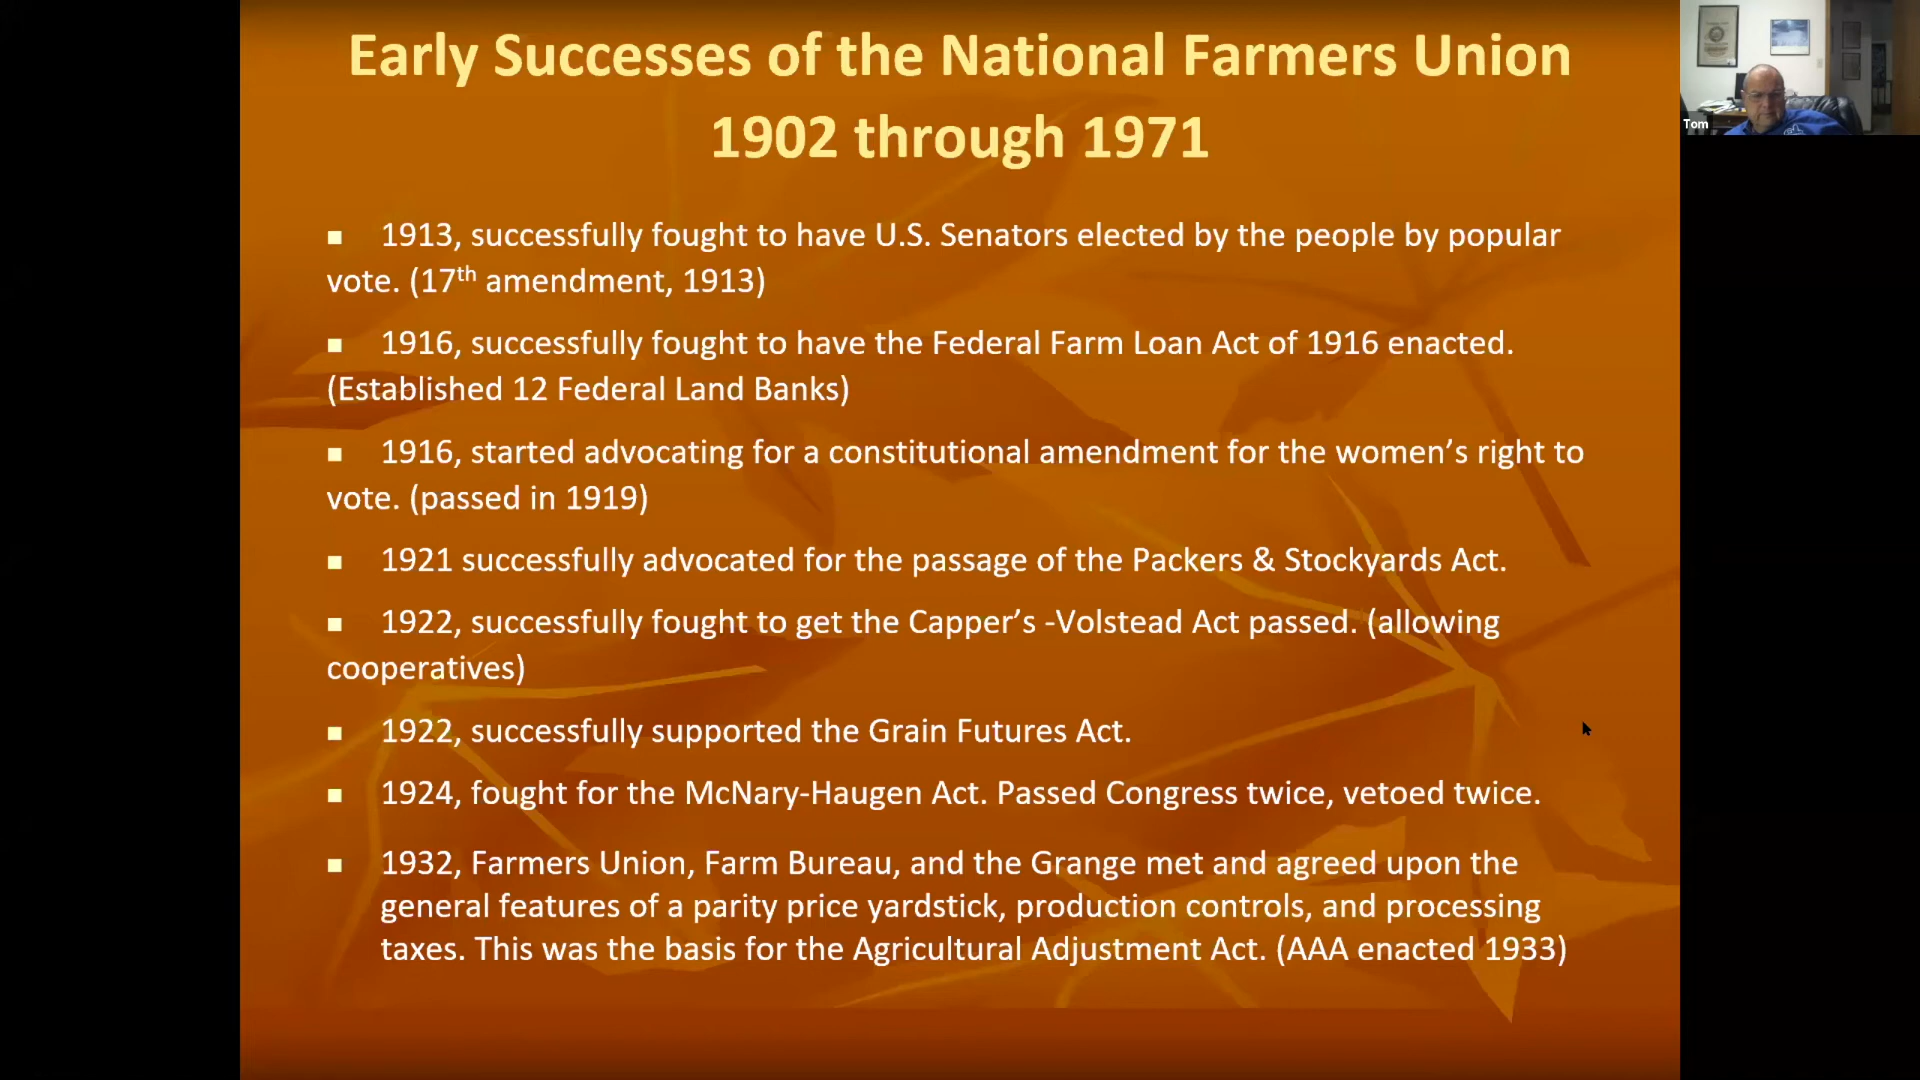 Early Successes of the National Farmers Union
1902 through 1971
Tom
■ 1913, successfully fought to have U.S. Senators elected by the people by popular
vote. (17th amendment, 1913)
■ 1916, successfully fought to have the Federal Farm Loan Act of 1916 enacted.
(Established 12 Federal Land Banks)
■ 1916, started advocating for a constitutional amendment for the women’s right to
vote. (passed in 1919)
■ 1921 successfully advocated for the passage of the Packers & Stockyards Act.
■ 1922, successfully fought to get the Capper’s -Volstead Act passed. (allowing
cooperatives)
■ 1922, successfully supported the Grain Futures Act.
■ 1924, fought for the McNary-Haugen Act. Passed Congress twice, vetoed twice.
■ 1932, Farmers Union, Farm Bureau, and the Grange met and agreed upon the
general features of a parity price yardstick, production controls, and processing
taxes. This was the basis for the Agricultural Adjustment Act. (AAA enacted 1933)